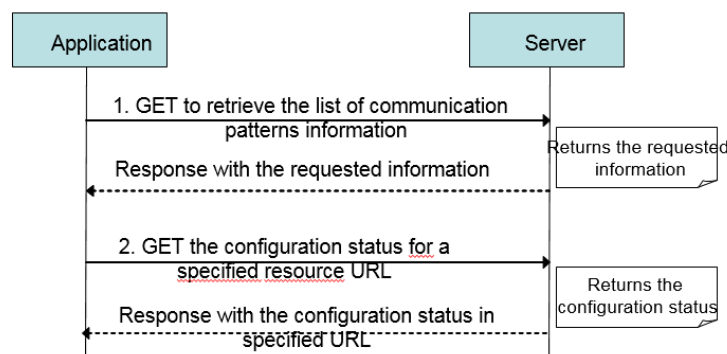 Application
Server
1. GET to retrieve the list of communication
patterns information
Returns the requested
information
Response with the requested information
2. GET the configuration status for a
specified resource URL
Returns the
configuration status
Response with the configuration status in
specified URL